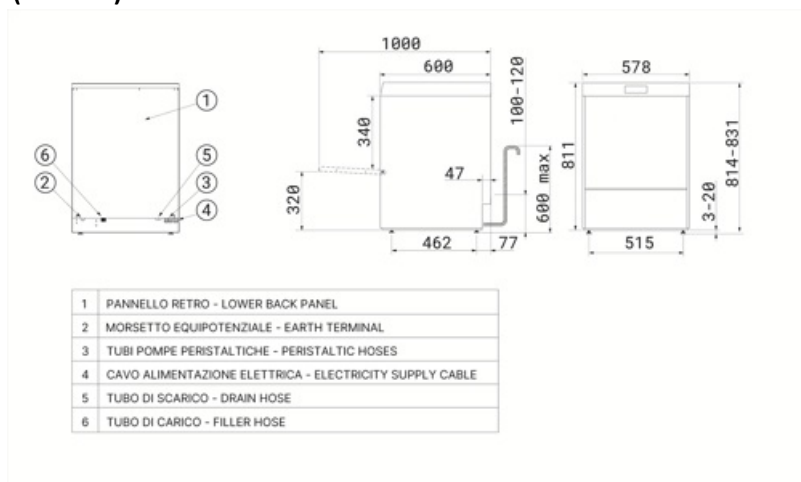 1000
600
578
100-120
1
340
811
814-831
6
5
47
600 max
2
3
320
3-20
4
462
77
515
1 PANNELLO RETRO - LOWER BACK PANEL
2 MORSETTO EQUIPOTENZIALE - EARTH TERMINAL
3 TUBI POMPE PERISTALTICHE - PERISTALTIC HOSES
4 CAVO ALIMENTAZIONE ELETTRICA - ELECTRICITY SUPPLY CABLE
5 TUBO DI SCARICO - DRAIN HOSE
6 TUBO DI CARICO - FILLER HOSE